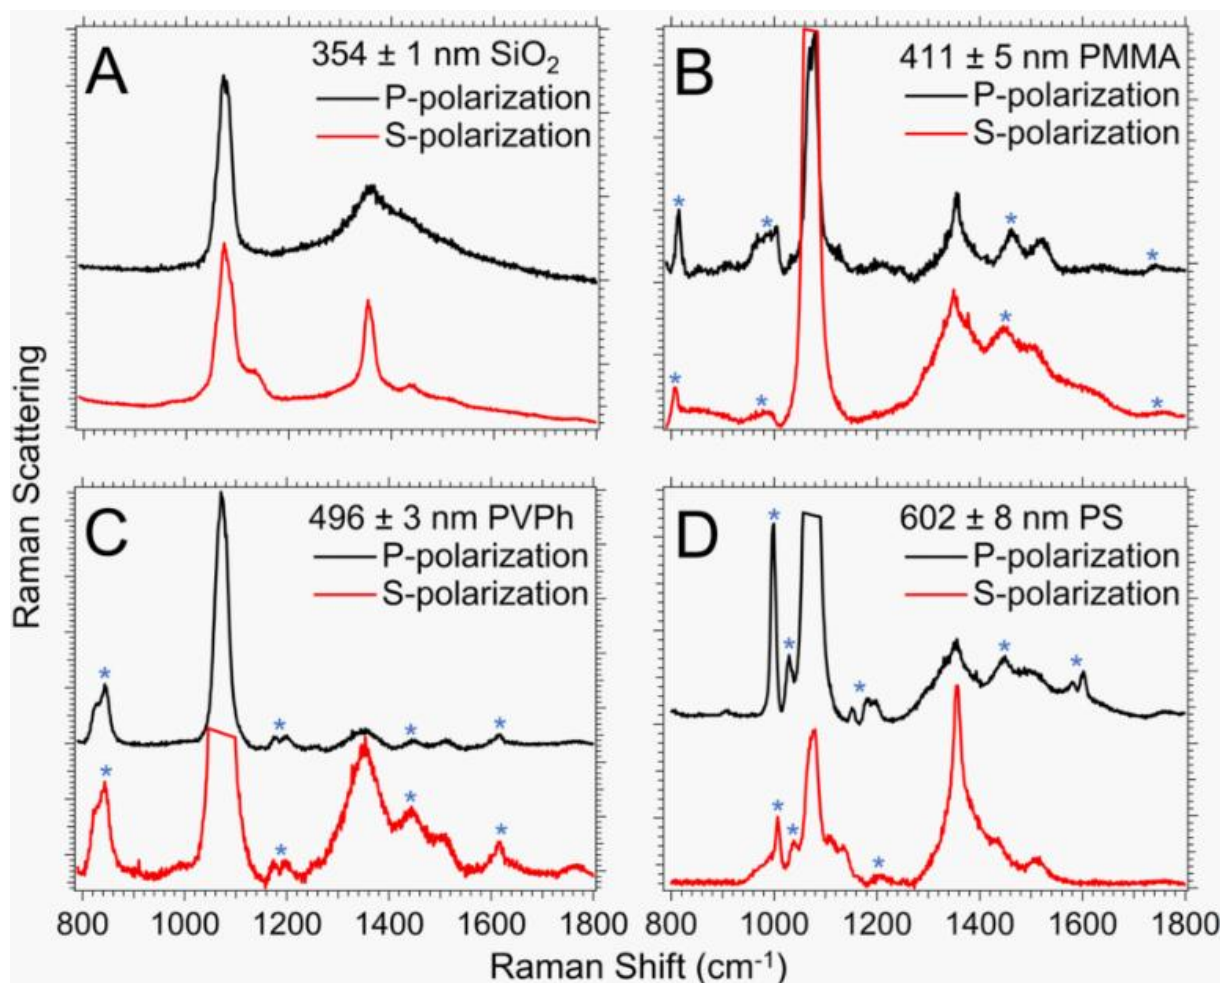 A
354 ± 1 nm SiO₂
P-polarization
S-polarization
B
411 ± 5 nm PMMA
P-polarization
S-polarization
*
*
*
*
*
*
*
*
C
496 ± 3 nm PVPh
P-polarization
S-polarization
*
*
*
*
*
*
*
*
D
602 ± 8 nm PS
P-polarization
S-polarization
*
*
*
*
*
*
*
*
Raman Scattering
800 1000 1200 1400 1600 1800
800 1000 1200 1400 1600 1800
Raman Shift (cm⁻¹)